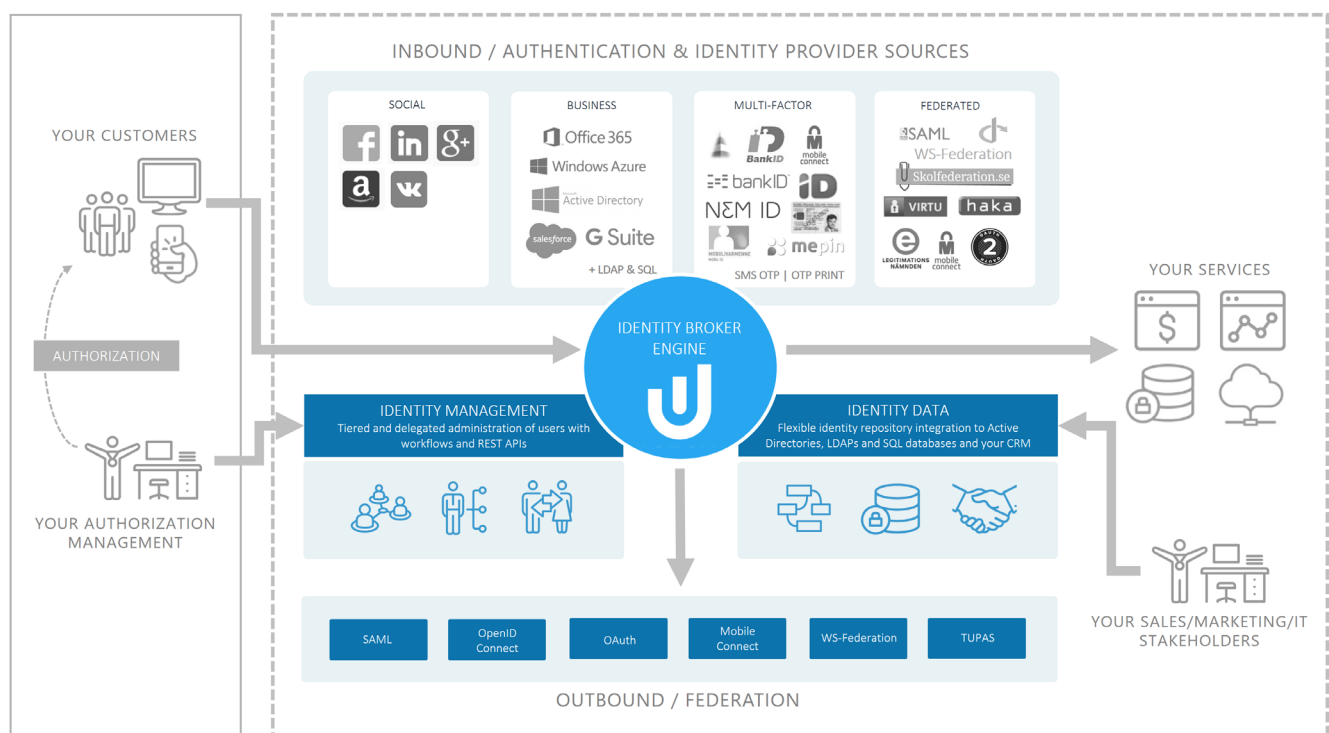 INBOUND / AUTHENTICATION & IDENTITY PROVIDER SOURCES
SOCIAL
f
in
g+
a
BUSINESS
Office 365
Windows Azure
Active Directory
salesforce
G Suite
+ LDAP & SQL
MULTI-FACTOR
BankID
mobile
connect
bankID
iD
NΣM ID
mepin
SMS OTP | OTP PRINT
FEDERATED
SAML
WS-Federation
Skolfederation.se
VIRTU
haka
e
LEGITIMATIONS
NÄMNDEN
mobile
connect
2
YOUR CUSTOMERS
AUTHORIZATION
YOUR AUTHORIZATION
MANAGEMENT
IDENTITY BROKER
ENGINE
IDENTITY MANAGEMENT
Tiered and delegated administration of users with
workflows and REST APIs
IDENTITY DATA
Flexible identity repository integration to Active
Directories, LDAPs and SQL databases and your CRM
YOUR SERVICES
$
YOUR SALES/MARKETING/IT
STAKEHOLDERS
SAML
OpenID
Connect
OAuth
Mobile
Connect
WS-Federation
TUPAS
OUTBOUND / FEDERATION